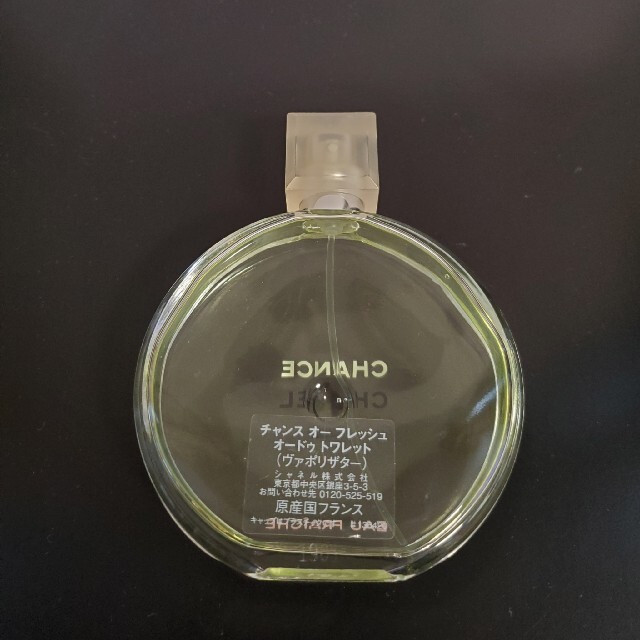 CHANCE
CHANEL
チャンス オー フレッシュ
オードゥ トワレット
（ヴァポリザター）
シャネル株式会社
東京都中央区銀座3-5-3
お問い合わせ先 0120-525-519
原産国フランス
EAU FRAÎCHE